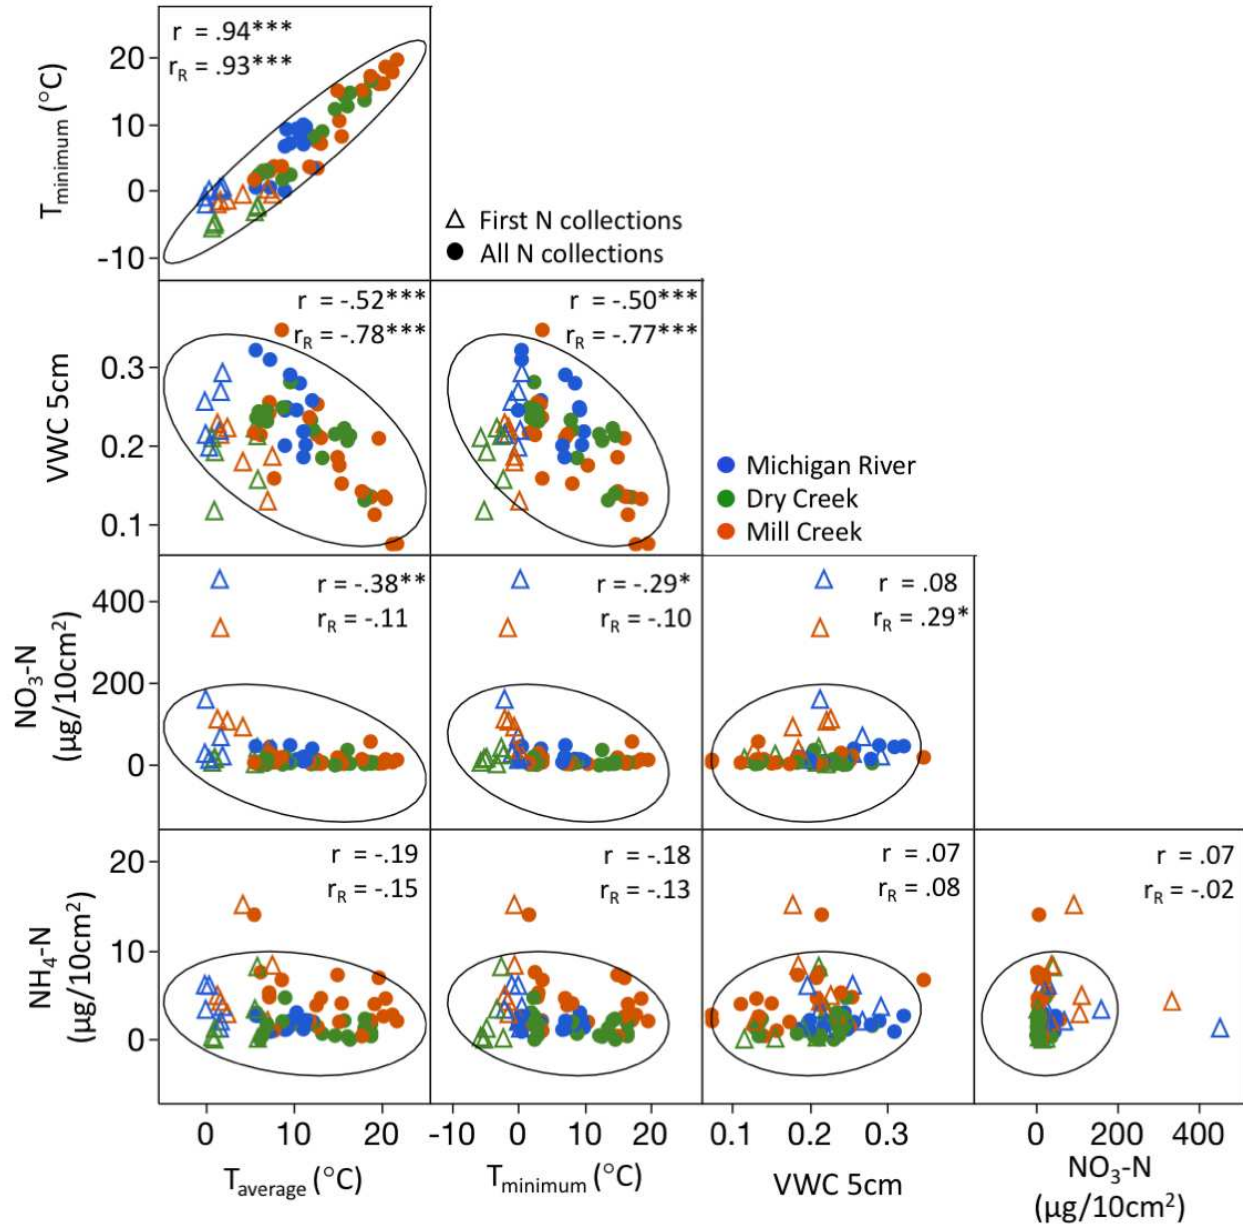 r = .94***
r_R = .93***
20
10
0
-10
T_minimum (°C)
△ First N collections
● All N collections
r = -.52***
r_R = -.78***
r = -.50***
r_R = -.77***
0.3
0.2
0.1
VWC 5cm
Michigan River
Dry Creek
Mill Creek
r = -.38**
r_R = -.11
r = -.29*
r_R = -.10
r = .08
r_R = .29*
400
200
0
NO₃-N
(µg/10cm²)
r = -.19
r_R = -.15
r = -.18
r_R = -.13
r = .07
r_R = .08
r = .07
r_R = -.02
20
10
0
NH₄-N
(µg/10cm²)
0 10 20
-10 0 10 20
0.1 0.2 0.3
0 200 400
T_average (°C)
T_minimum (°C)
VWC 5cm
NO₃-N
(µg/10cm²)